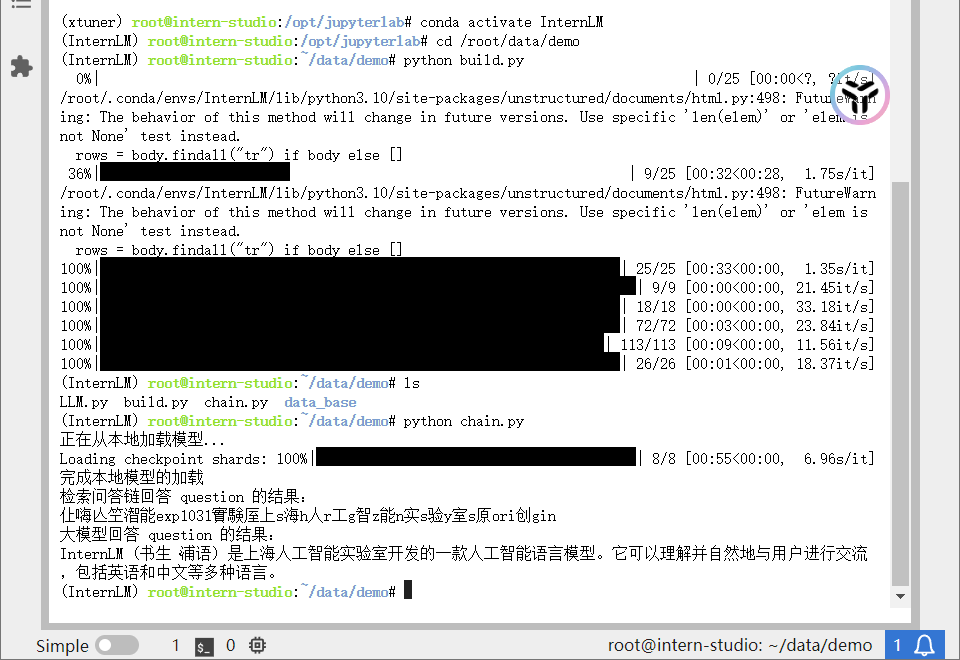 (xtuner) root@intern-studio:/opt/jupyterlab# conda activate InternLM
(InternLM) root@intern-studio:/opt/jupyterlab# cd /root/data/demo
(InternLM) root@intern-studio:~/data/demo# python build.py
0%| | 0/25 [00:00<?, ?it/s]
/root/.conda/envs/InternLM/lib/python3.10/site-packages/unstructured/documents/html.py:498: FutureWarn
ing: The behavior of this method will change in future versions. Use specific 'len(elem)' or 'elem is
not None' test instead.
rows = body.findall("tr") if body else []
36%| | 9/25 [00:32<00:28, 1.75s/it]
/root/.conda/envs/InternLM/lib/python3.10/site-packages/unstructured/documents/html.py:498: FutureWarn
ing: The behavior of this method will change in future versions. Use specific 'len(elem)' or 'elem is
not None' test instead.
rows = body.findall("tr") if body else []
100%| | 25/25 [00:33<00:00, 1.35s/it]
100%| | 9/9 [00:00<00:00, 21.45it/s]
100%| | 18/18 [00:00<00:00, 33.18it/s]
100%| | 72/72 [00:03<00:00, 23.84it/s]
100%| | 113/113 [00:09<00:00, 11.56it/s]
100%| | 26/26 [00:01<00:00, 18.37it/s]
(InternLM) root@intern-studio:~/data/demo# ls
LLM.py build.py chain.py data_base
(InternLM) root@intern-studio:~/data/demo# python chain.py
正在从本地加载模型...
Loading checkpoint shards: 100%| | 8/8 [00:55<00:00, 6.96s/it]
完成本地模型的加载
检索问答链回答 question 的结果：
能exp1031實驗屋上s海h人r工g智z能n实s验y室s原ori创gin
大模型回答 question 的结果：
InternLM (书生·浦语) 是上海人工智能实验室开发的一款人工智能语言模型。它可以理解并自然地与用户进行交流
，包括英语和中文等多种语言。
(InternLM) root@intern-studio:~/data/demo#
Simple 1 $_ 0 root@intern-studio: ~/data/demo 1